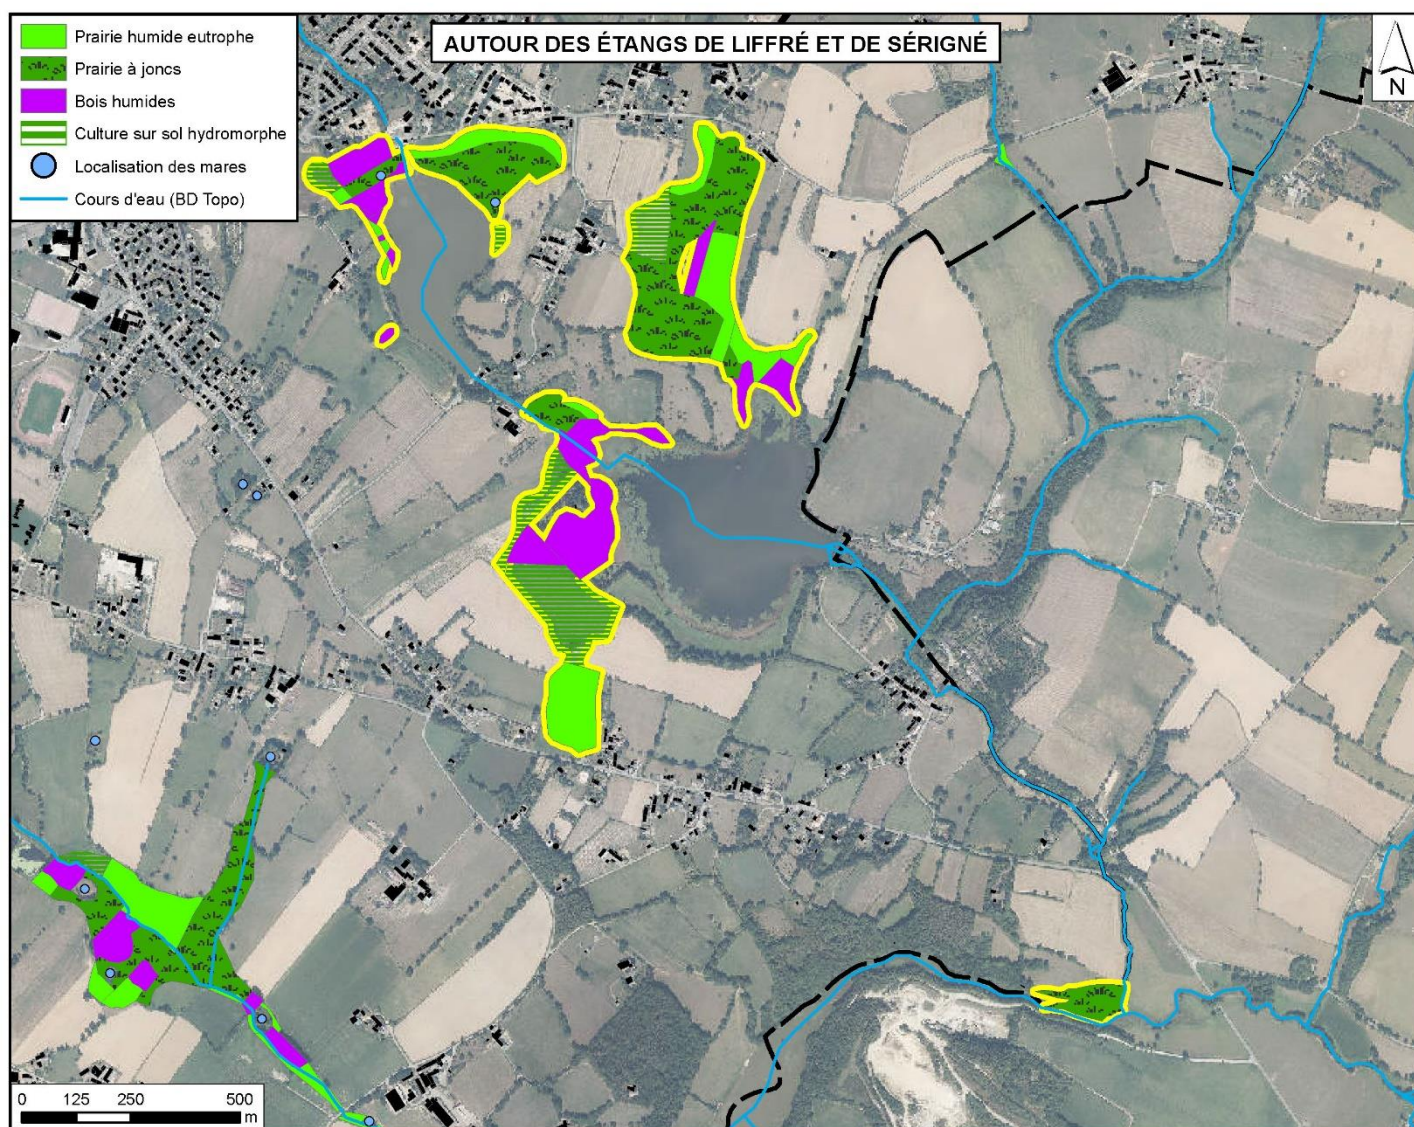 AUTOUR DES ÉTANGS DE LIFFRÉ ET DE SÉRIGNÉ
Prairie humide eutrophe
Prairie à joncs
Bois humides
Culture sur sol hydromorphe
Localisation des mares
Cours d'eau (BD Topo)
N
0 125 250 500
m